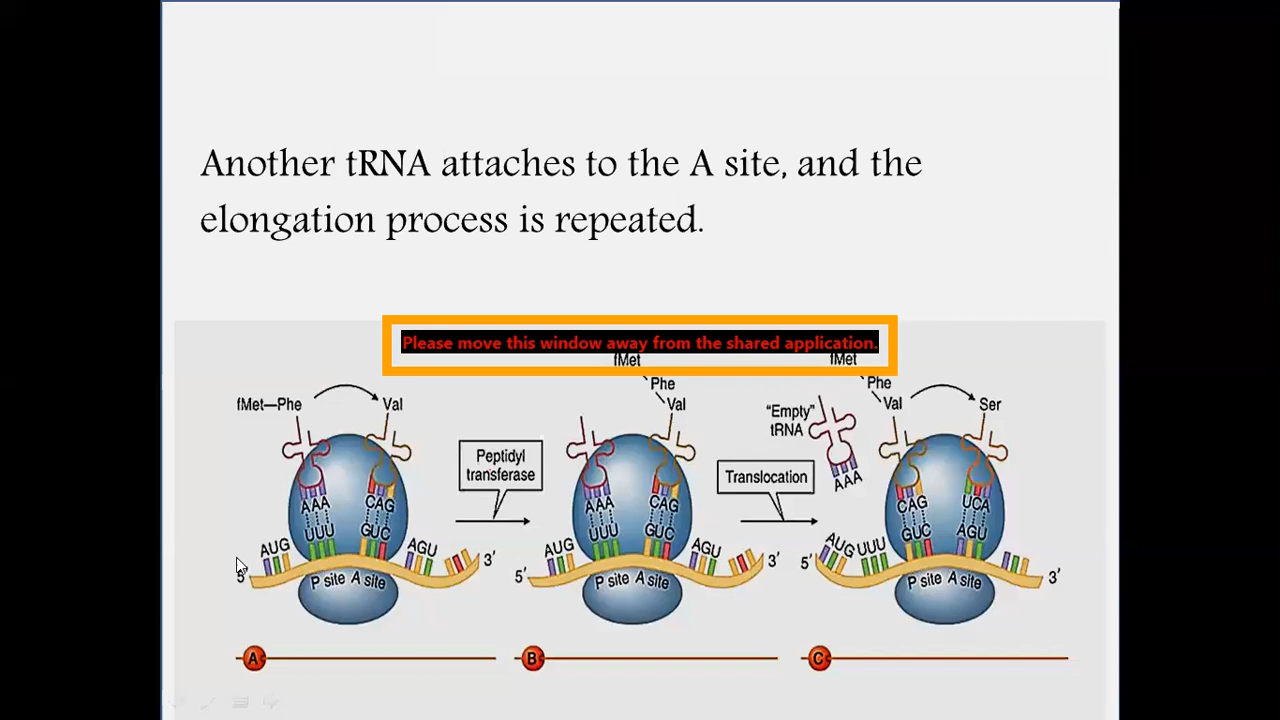 Another tRNA attaches to the A site, and the
elongation process is repeated.
Please move this window away from the shared application.
fMet
fMet
Phe
Phe
fMet—Phe
Val
Val
Val
Ser
"Empty"
tRNA
Peptidyl
transferase
Translocation
AAA
AAA
CAG
AAA
CAG
CAG
UCA
UUU
GUC
UUU
GUC
GUC
AGU
AUG
AGU
AUG
AGU
AUG
UUU
5'
3'
5'
3'
5'
3'
P site
A site
P site
A site
P site
A site
A
B
C